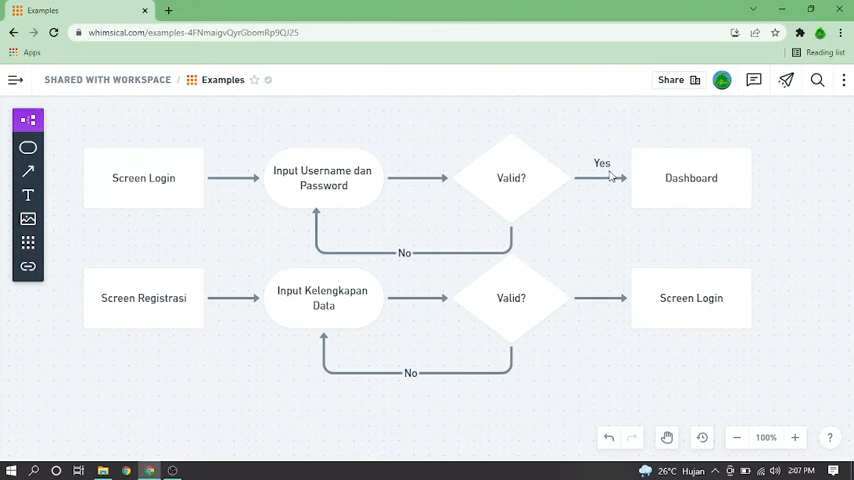 Examples
whimsical.com/examples-4FNmaigvQyrGbomRp9QJ25
Apps
Reading list
SHARED WITH WORKSPACE / Examples
Share
Screen Login
Input Username dan
Password
Valid?
Yes
Dashboard
No
Screen Registrasi
Input Kelengkapan
Data
Valid?
Screen Login
No
100%
?
26°C Hujan
2:07 PM